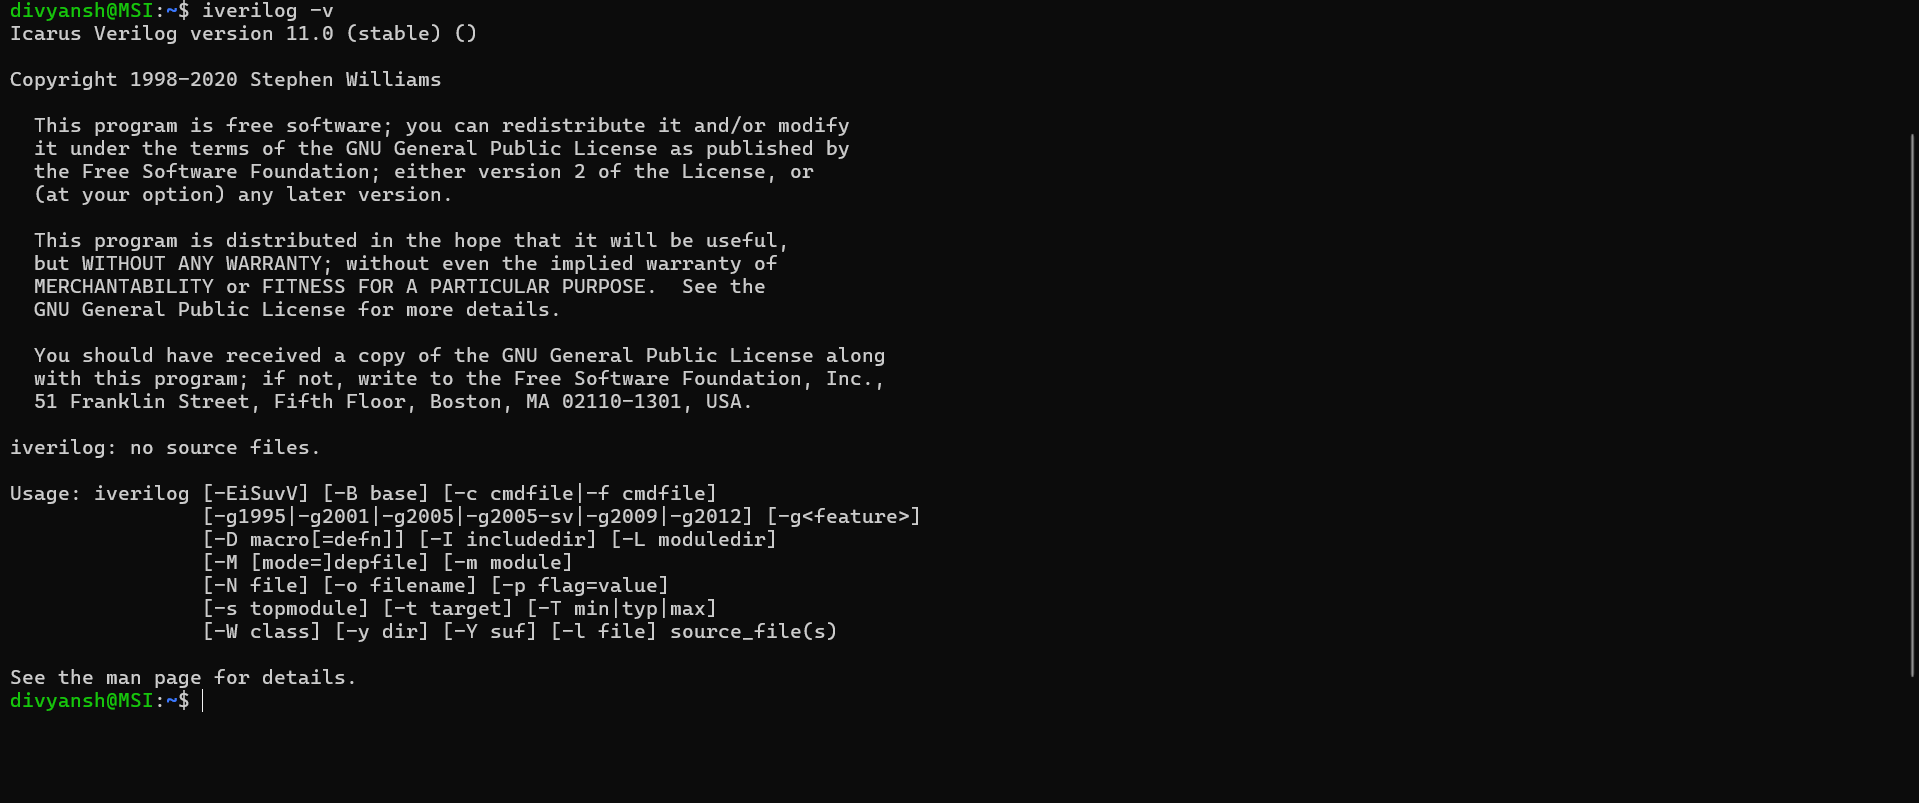 divyansh@MSI:~$ iverilog -v
Icarus Verilog version 11.0 (stable) ()

Copyright 1998-2020 Stephen Williams

  This program is free software; you can redistribute it and/or modify
  it under the terms of the GNU General Public License as published by
  the Free Software Foundation; either version 2 of the License, or
  (at your option) any later version.

  This program is distributed in the hope that it will be useful,
  but WITHOUT ANY WARRANTY; without even the implied warranty of
  MERCHANTABILITY or FITNESS FOR A PARTICULAR PURPOSE.  See the
  GNU General Public License for more details.

  You should have received a copy of the GNU General Public License along
  with this program; if not, write to the Free Software Foundation, Inc.,
  51 Franklin Street, Fifth Floor, Boston, MA 02110-1301, USA.

iverilog: no source files.

Usage: iverilog [-EiSuvV] [-B base] [-c cmdfile|-f cmdfile]
                [-g1995|-g2001|-g2005|-g2005-sv|-g2009|-g2012] [-g<feature>]
                [-D macro[=defn]] [-I includedir] [-L moduledir]
                [-M [mode=]depfile] [-m module]
                [-N file] [-o filename] [-p flag=value]
                [-s topmodule] [-t target] [-T min|typ|max]
                [-W class] [-y dir] [-Y suf] [-l file] source_file(s)

See the man page for details.
divyansh@MSI:~$